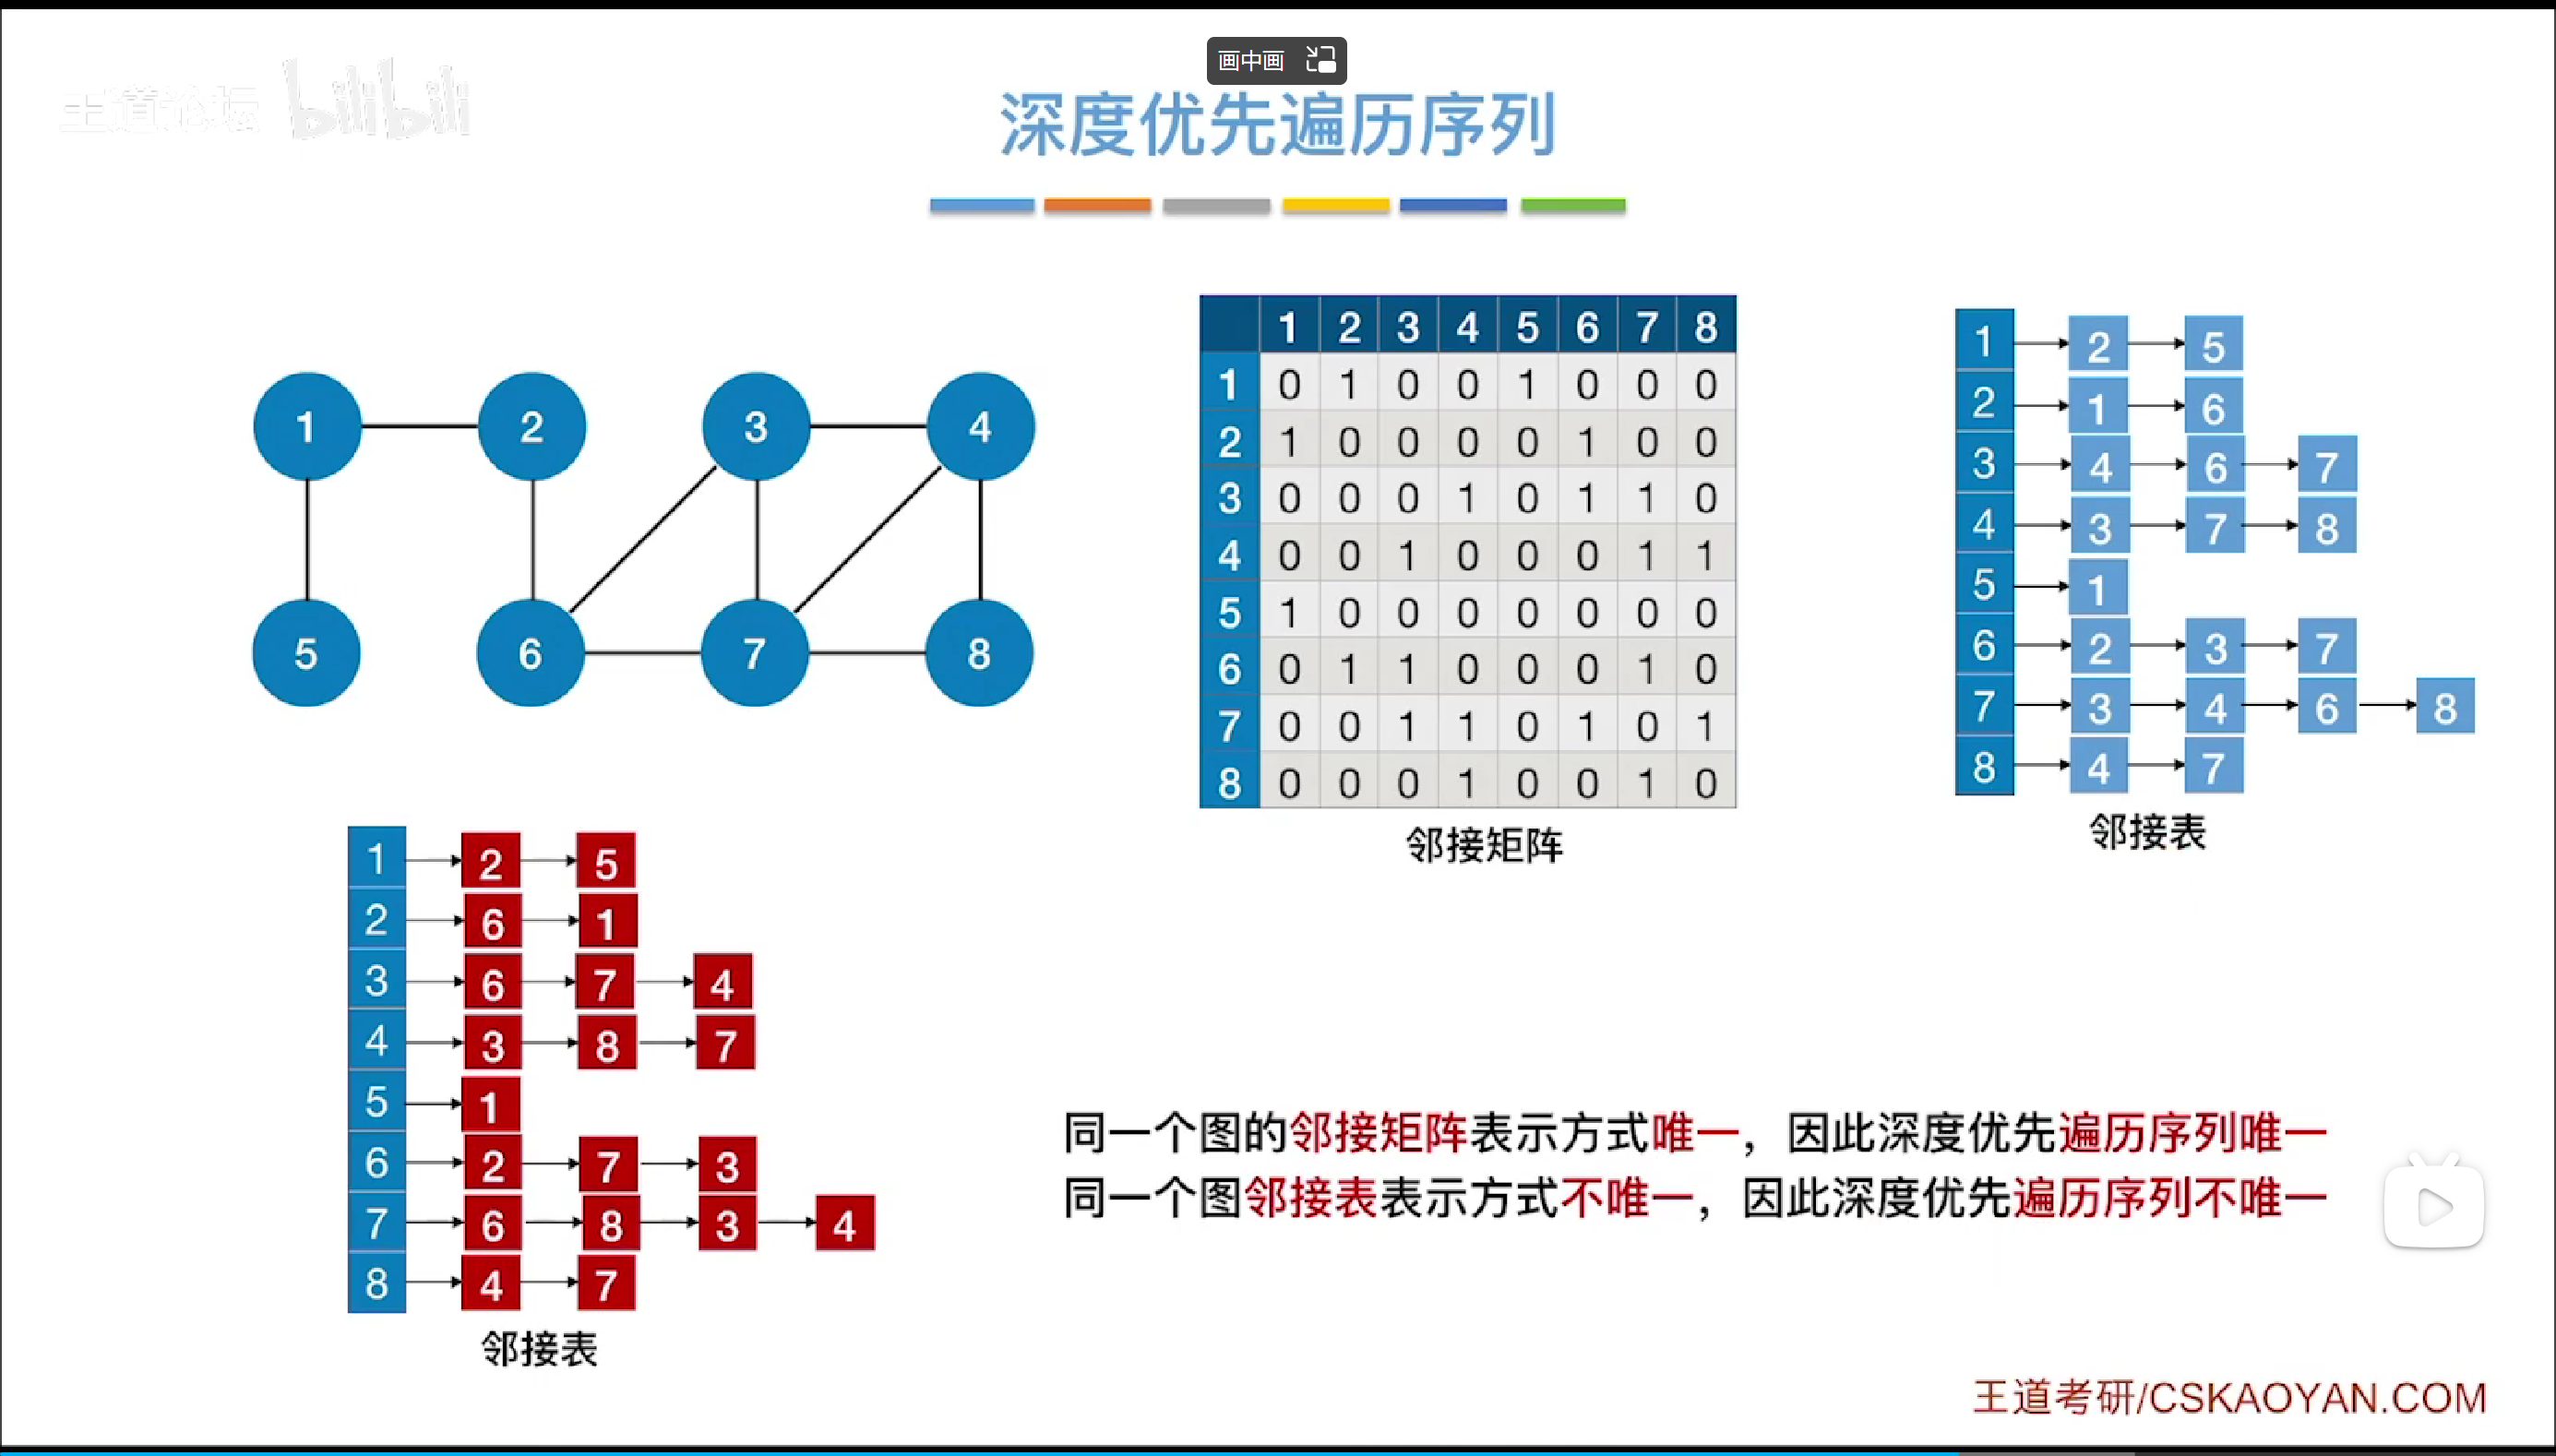 画中画
王道论坛 bilibili
深度优先遍历序列
1 2 3 4
5 6 7 8
1 2 3 4 5 6 7 8
1 0 1 0 0 1 0 0 0
2 1 0 0 0 0 1 0 0
3 0 0 0 1 0 1 1 0
4 0 0 1 0 0 0 1 1
5 1 0 0 0 0 0 0 0
6 0 1 1 0 0 0 1 0
7 0 0 1 1 0 1 0 1
8 0 0 0 1 0 0 1 0
邻接矩阵
1 2 5
2 1 6
3 4 6 7
4 3 7 8
5 1
6 2 3 7
7 3 4 6 8
8 4 7
邻接表
1 2 5
2 6 1
3 6 7 4
4 3 8 7
5 1
6 2 7 3
7 6 8 3 4
8 4 7
邻接表
同一个图的邻接矩阵表示方式唯一，因此深度优先遍历序列唯一
同一个图邻接表表示方式不唯一，因此深度优先遍历序列不唯一
王道考研/CSKAOYAN.COM